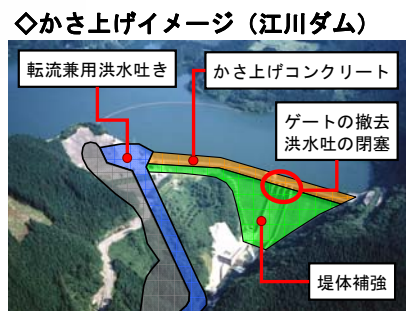 ◇かさ上げイメージ（江川ダム）
転流兼用洪水吐き
かさ上げコンクリート
ゲートの撤去
洪水吐の閉塞
堤体補強